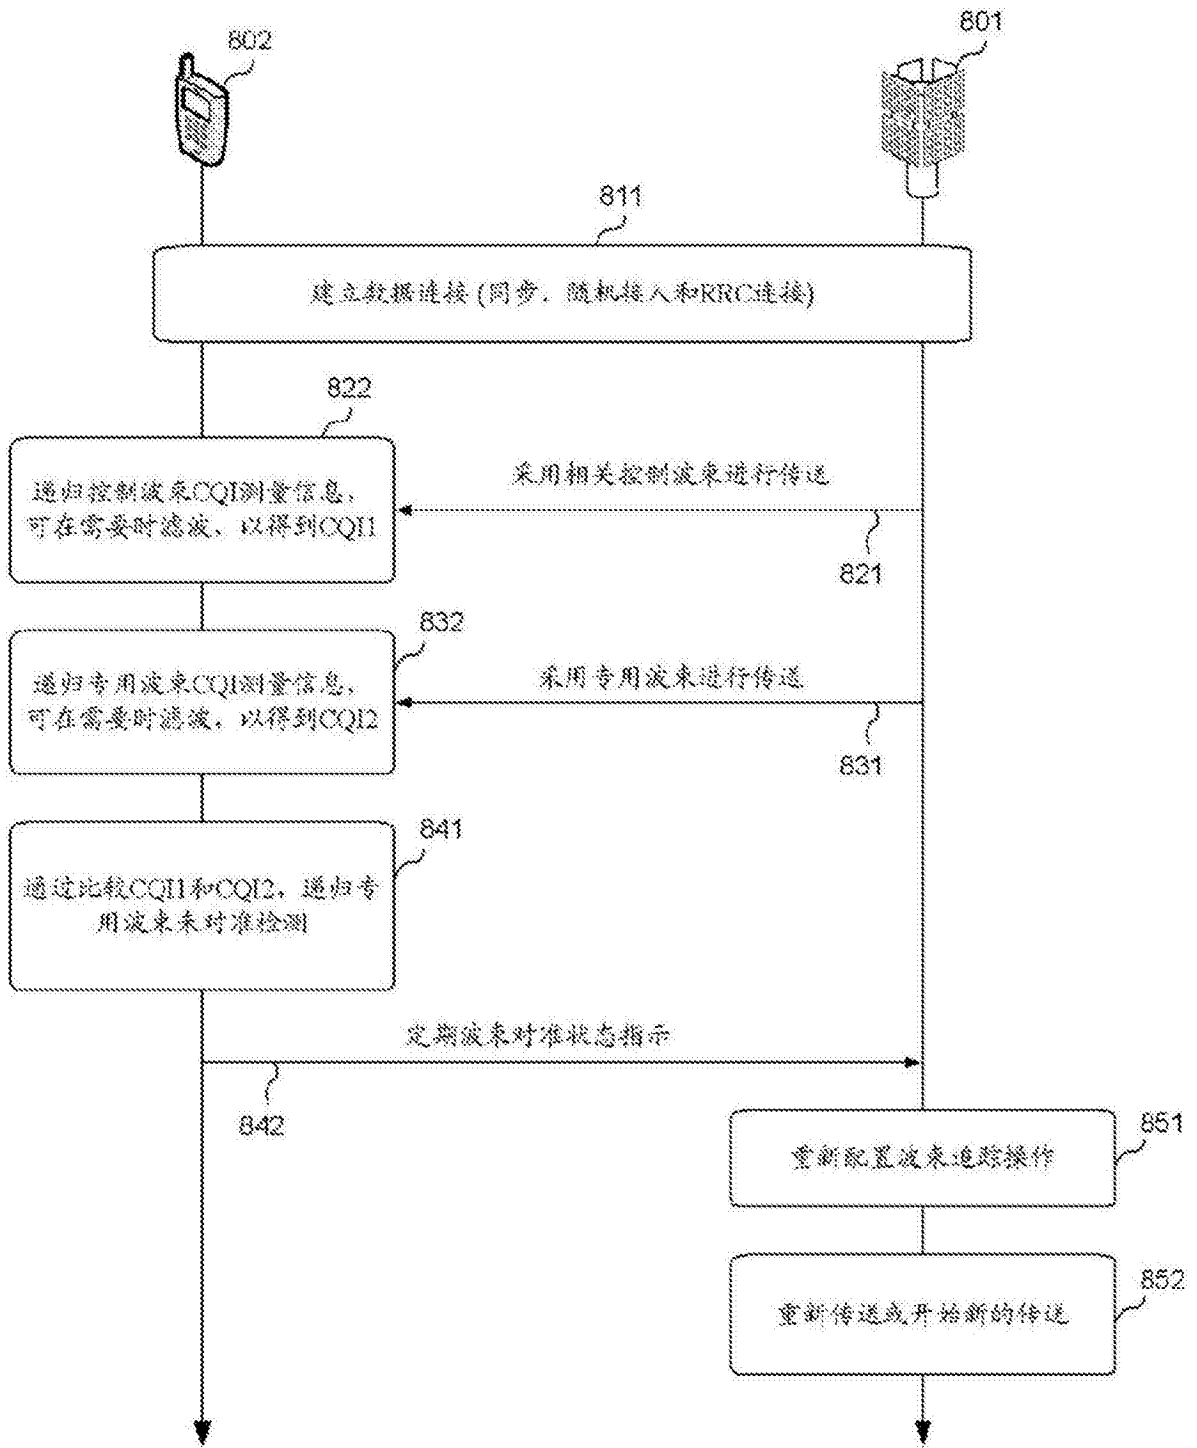 802
801
811
建立数据连接 (同步、随机接入和RRC连接)
822
递归控制波束CQI测量信息，
可在需要时滤波，以得到CQI1
采用相关控制波束进行传送
821
832
递归专用波束CQI测量信息，
可在需要时滤波，以得到CQI2
采用专用波束进行传送
831
841
通过比较CQI1和CQI2，递归专
用波束未对准检测
定期波束对准状态指示
842
851
重新配置波束追踪操作
852
重新传送或开始新的传送